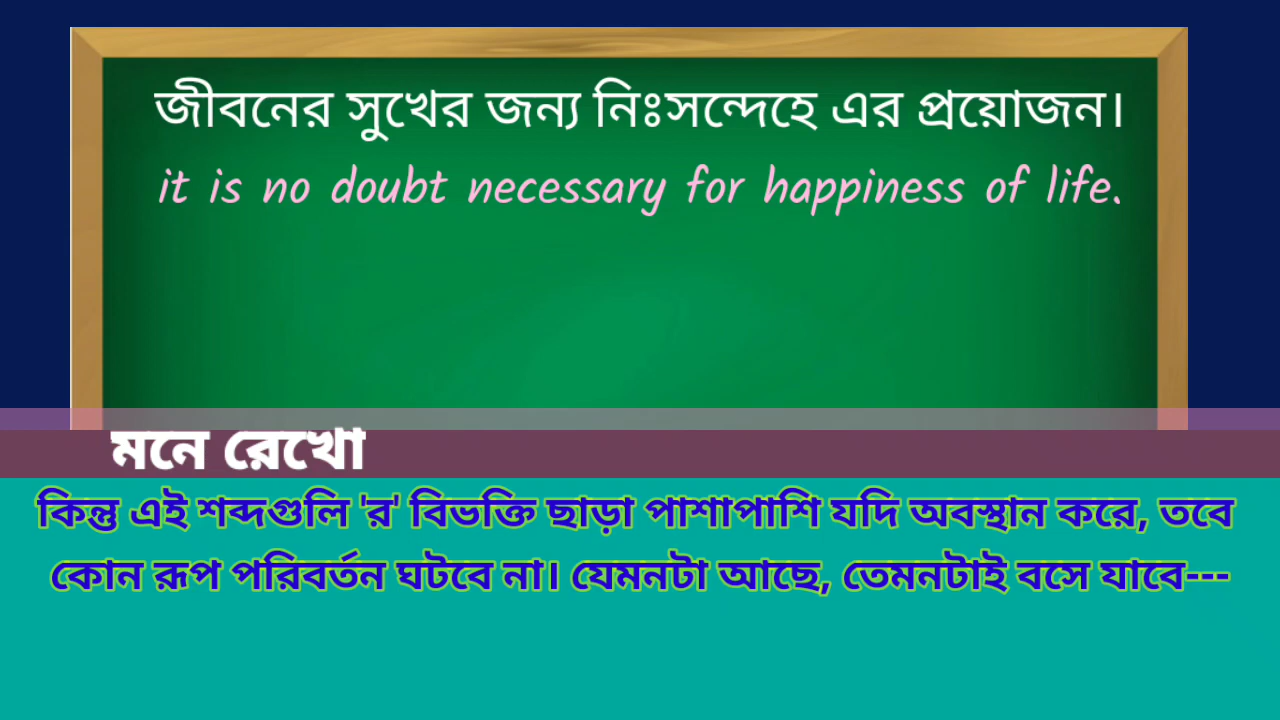 জীবনের সুখের জন্য নিঃসন্দেহে এর প্রয়োজন।
it is no doubt necessary for happiness of life.
মনে রেখো
কিন্তু এই শব্দগুলি 'র' বিভক্তি ছাড়া পাশাপাশি যদি অবস্থান করে, তবে
কোন রূপ পরিবর্তন ঘটবে না। যেমনটা আছে, তেমনটাই বসে যাবে---